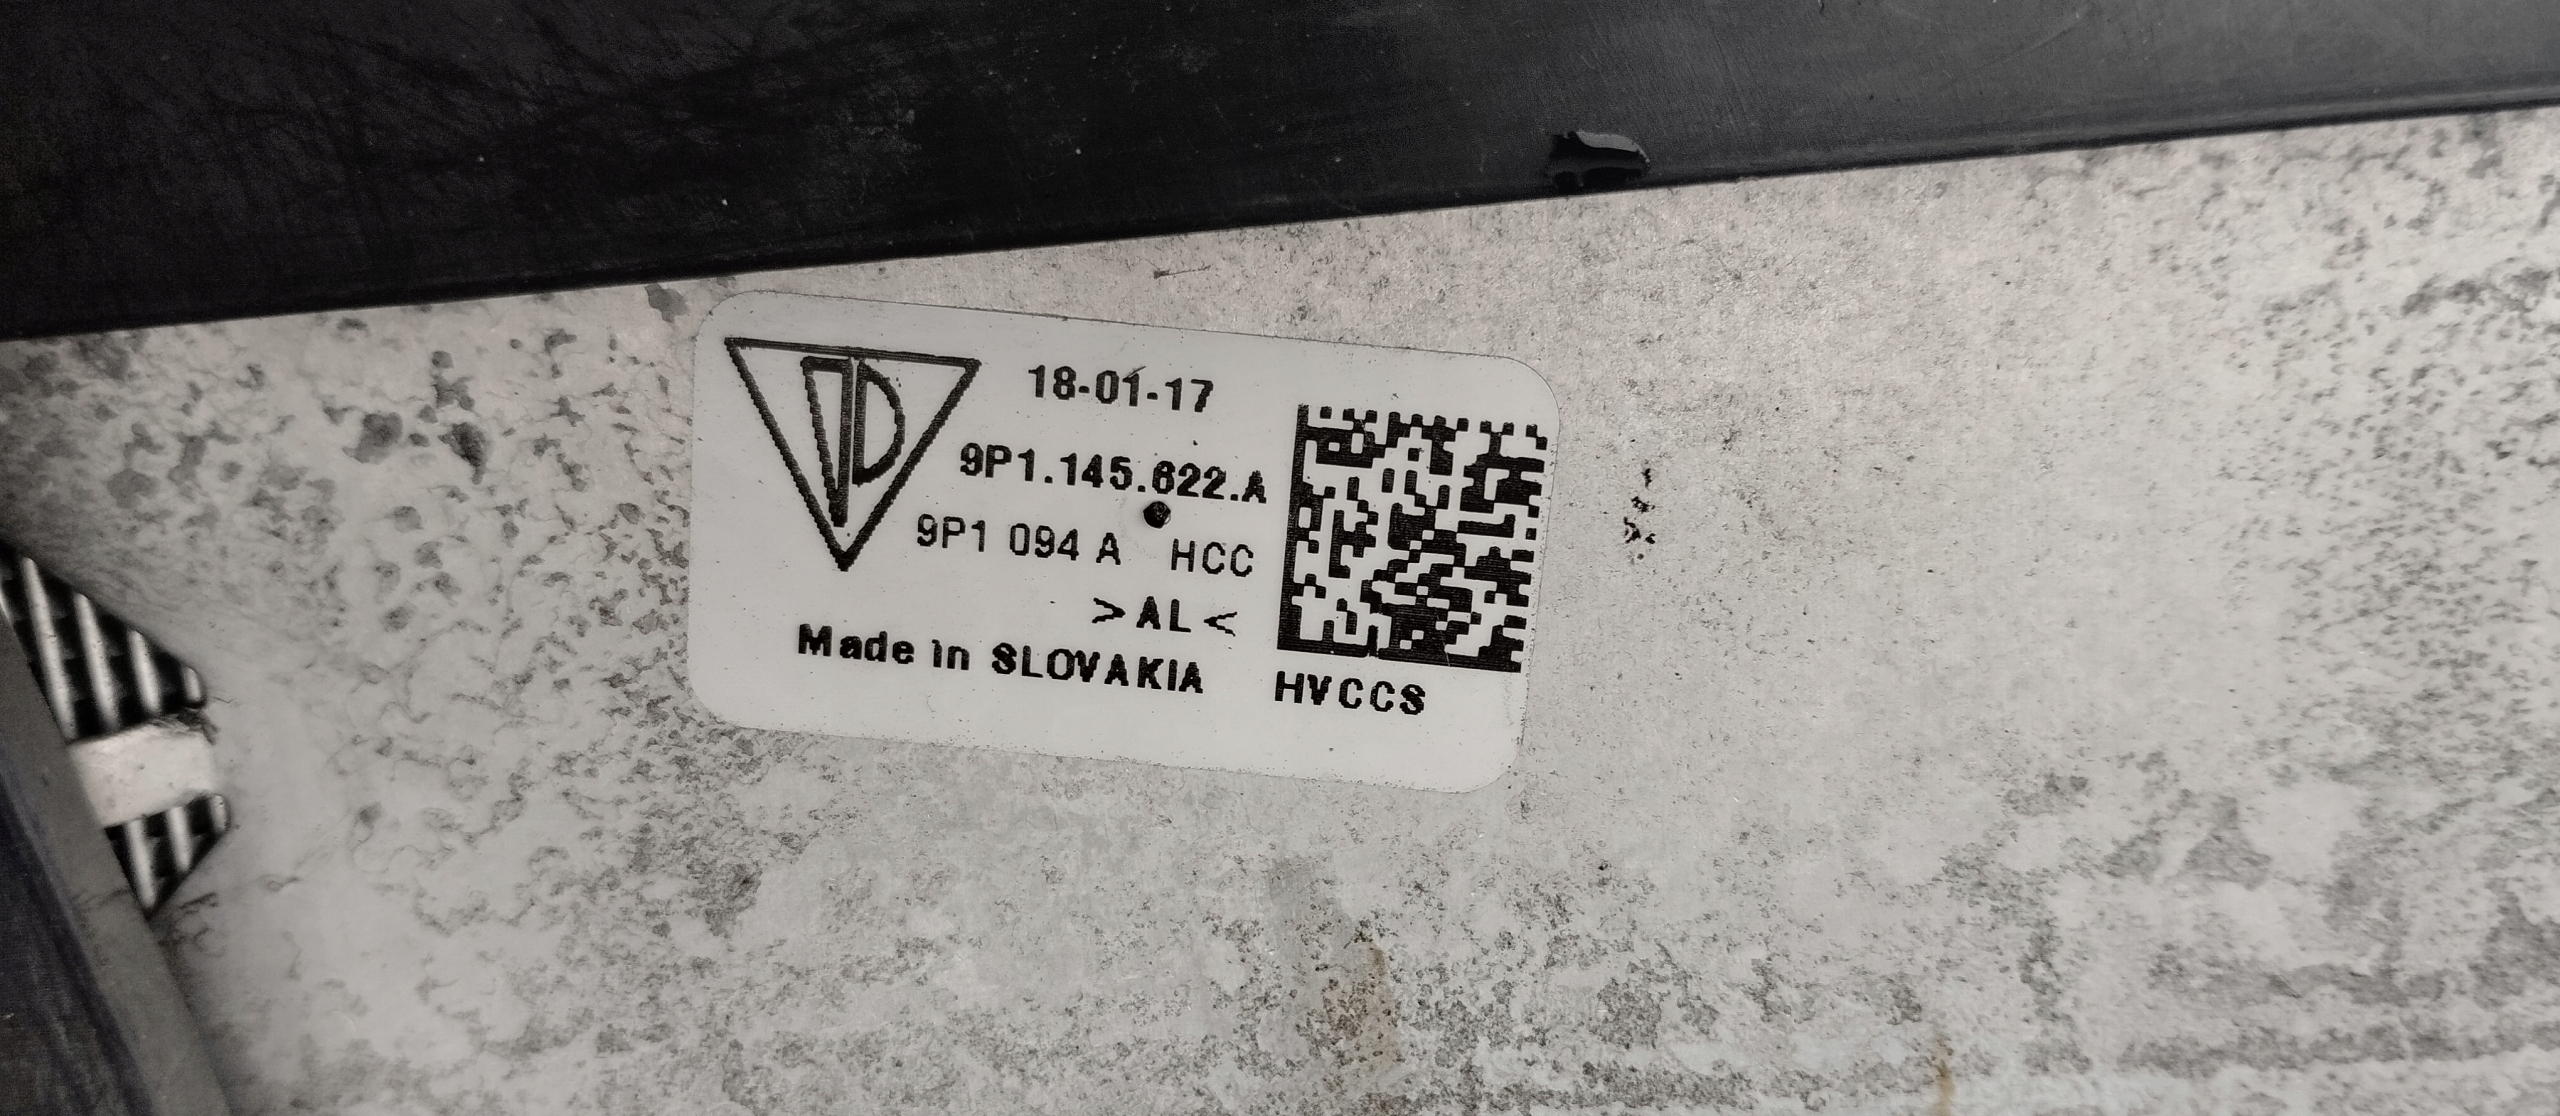 18-01-17
9P1.145.622.A
9P1 094 A HCC
>AL<
Made in SLOVAKIA HVCCS